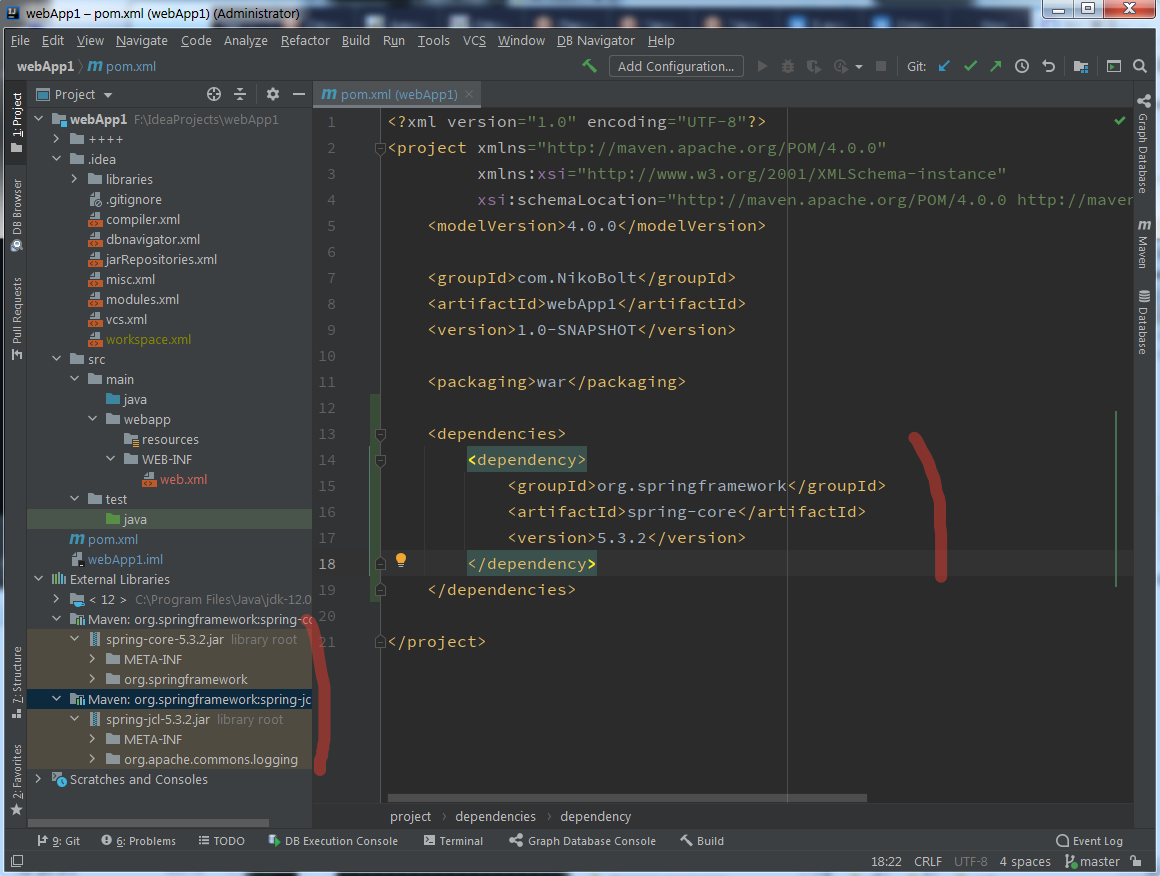 webApp1 – pom.xml (webApp1) (Administrator)
File Edit View Navigate Code Analyze Refactor Build Run Tools VCS Window DB Navigator Help
webApp1 pom.xml Add Configuration... Git:
Project
pom.xml (webApp1)
1: Project
DB Browser
Pull Requests
7: Structure
2: Favorites
webApp1 F:\IdeaProjects\webApp1
++++
.idea
libraries
.gitignore
compiler.xml
dbnavigator.xml
jarRepositories.xml
misc.xml
modules.xml
vcs.xml
workspace.xml
src
main
java
webapp
resources
WEB-INF
web.xml
test
java
pom.xml
webApp1.iml
External Libraries
< 12 > C:\Program Files\Java\jdk-12.0
Maven: org.springframework:spring-co
spring-core-5.3.2.jar library root
META-INF
org.springframework
Maven: org.springframework:spring-jc
spring-jcl-5.3.2.jar library root
META-INF
org.apache.commons.logging
Scratches and Consoles
1 <?xml version="1.0" encoding="UTF-8"?>
2 <project xmlns="http://maven.apache.org/POM/4.0.0"
3 xmlns:xsi="http://www.w3.org/2001/XMLSchema-instance"
4 xsi:schemaLocation="http://maven.apache.org/POM/4.0.0 http://maven
5 <modelVersion>4.0.0</modelVersion>
6
7 <groupId>com.NikoBolt</groupId>
8 <artifactId>webApp1</artifactId>
9 <version>1.0-SNAPSHOT</version>
10
11 <packaging>war</packaging>
12
13 <dependencies>
14 <dependency>
15 <groupId>org.springframework</groupId>
16 <artifactId>spring-core</artifactId>
17 <version>5.3.2</version>
18 </dependency>
19 </dependencies>
20
21 </project>
Graph Database
Maven
Database
project dependencies dependency
9: Git 6: Problems TODO DB Execution Console Terminal Graph Database Console Build Event Log
18:22 CRLF UTF-8 4 spaces master